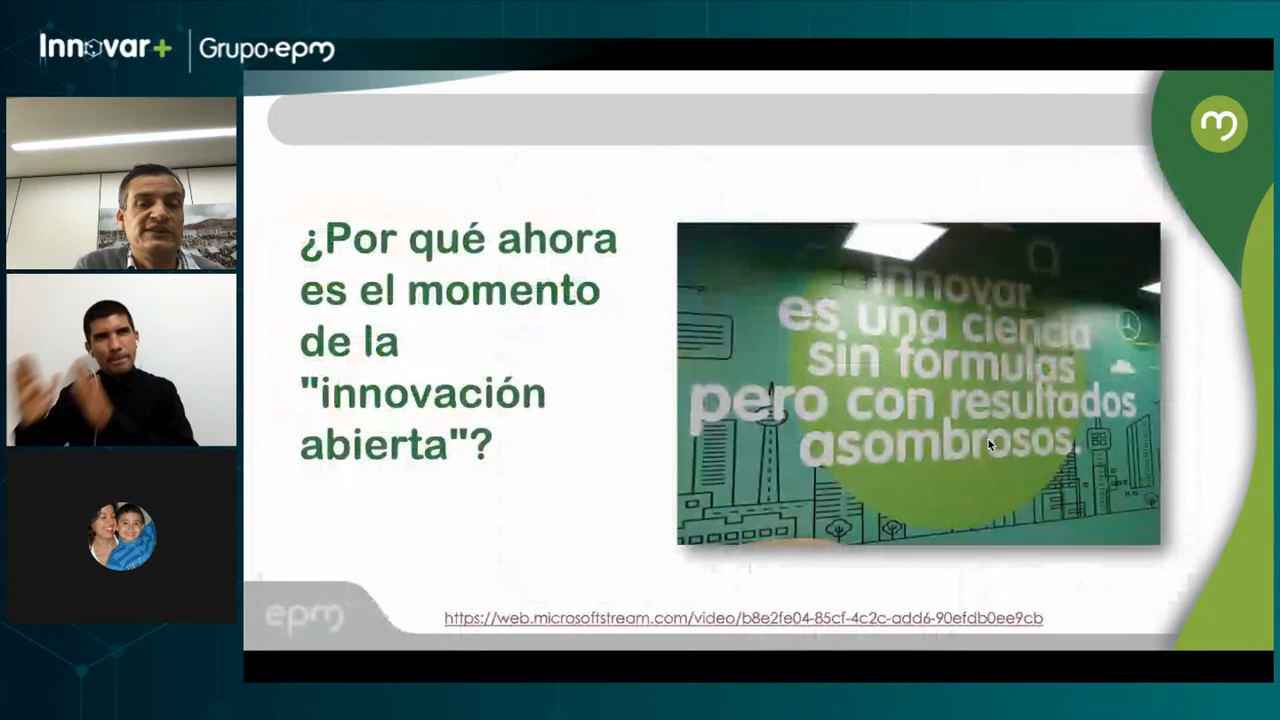 Innovar+
Grupo·epm
¿Por qué ahora
es el momento
de la
"innovación
abierta"?
Innovar
es una ciencia
sin fórmulas
pero con resultados
asombrosos.
epm
https://web.microsoftstream.com/video/b8e2fe04-85cf-4c2c-add6-90efdb0ee9cb